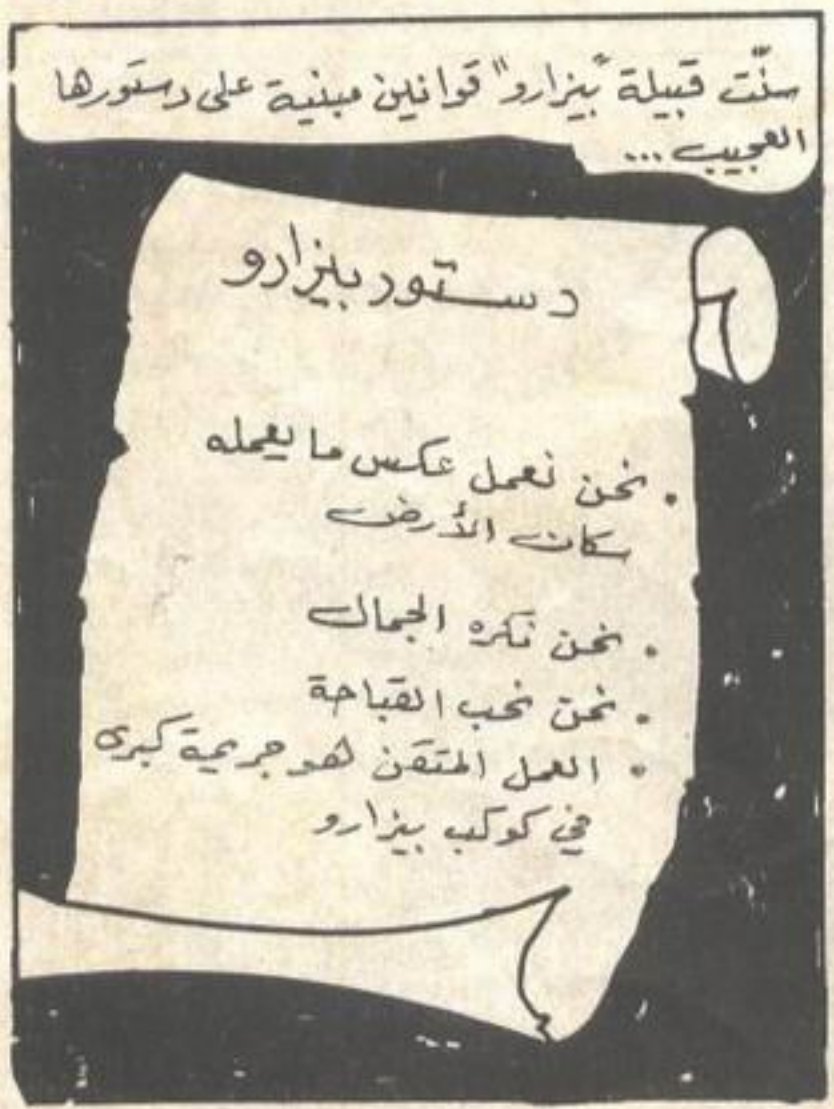 سنّت قبيلة "بيزارو" قوانين مبنية على دستورها
العجيب...
دستور بيزارو
• نحن نعمل عكس ما يعمله
سكان الأرض
• نحن نكره الجمال
• نحن نحب القباحة
• العمل المتقن هو جريمة كبرى
في كوكب بيزارو